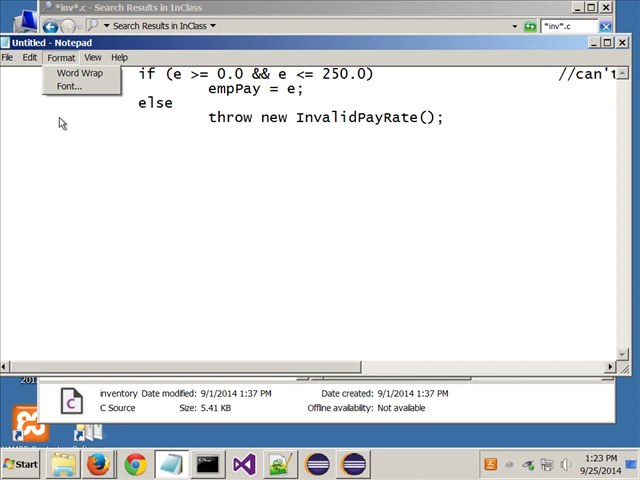 *inv*.c - Search Results in InClass
Search Results in InClass
*inv*.c
Untitled - Notepad
File Edit Format View Help
Word Wrap
Font...
if (e >= 0.0 && e <= 250.0) //can't
empPay = e;
else
throw new InvalidPayRate();
inventory Date modified: 9/1/2014 1:37 PM Date created: 9/1/2014 1:37 PM
C Source Size: 5.41 KB Offline availability: Not available
C
Start
1:23 PM
9/25/2014